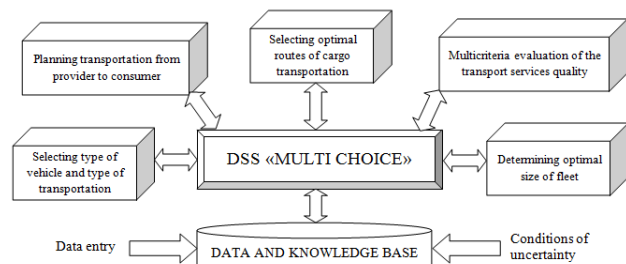 Planning transportation from
provider to consumer
Selecting optimal
routes of cargo
transportation
Multicriteria evaluation of the
transport services quality
Selecting type of
vehicle and type of
transportation
DSS «MULTI CHOICE»
Determining optimal
size of fleet
Data entry
DATA AND KNOWLEDGE BASE
Conditions of
uncertainty